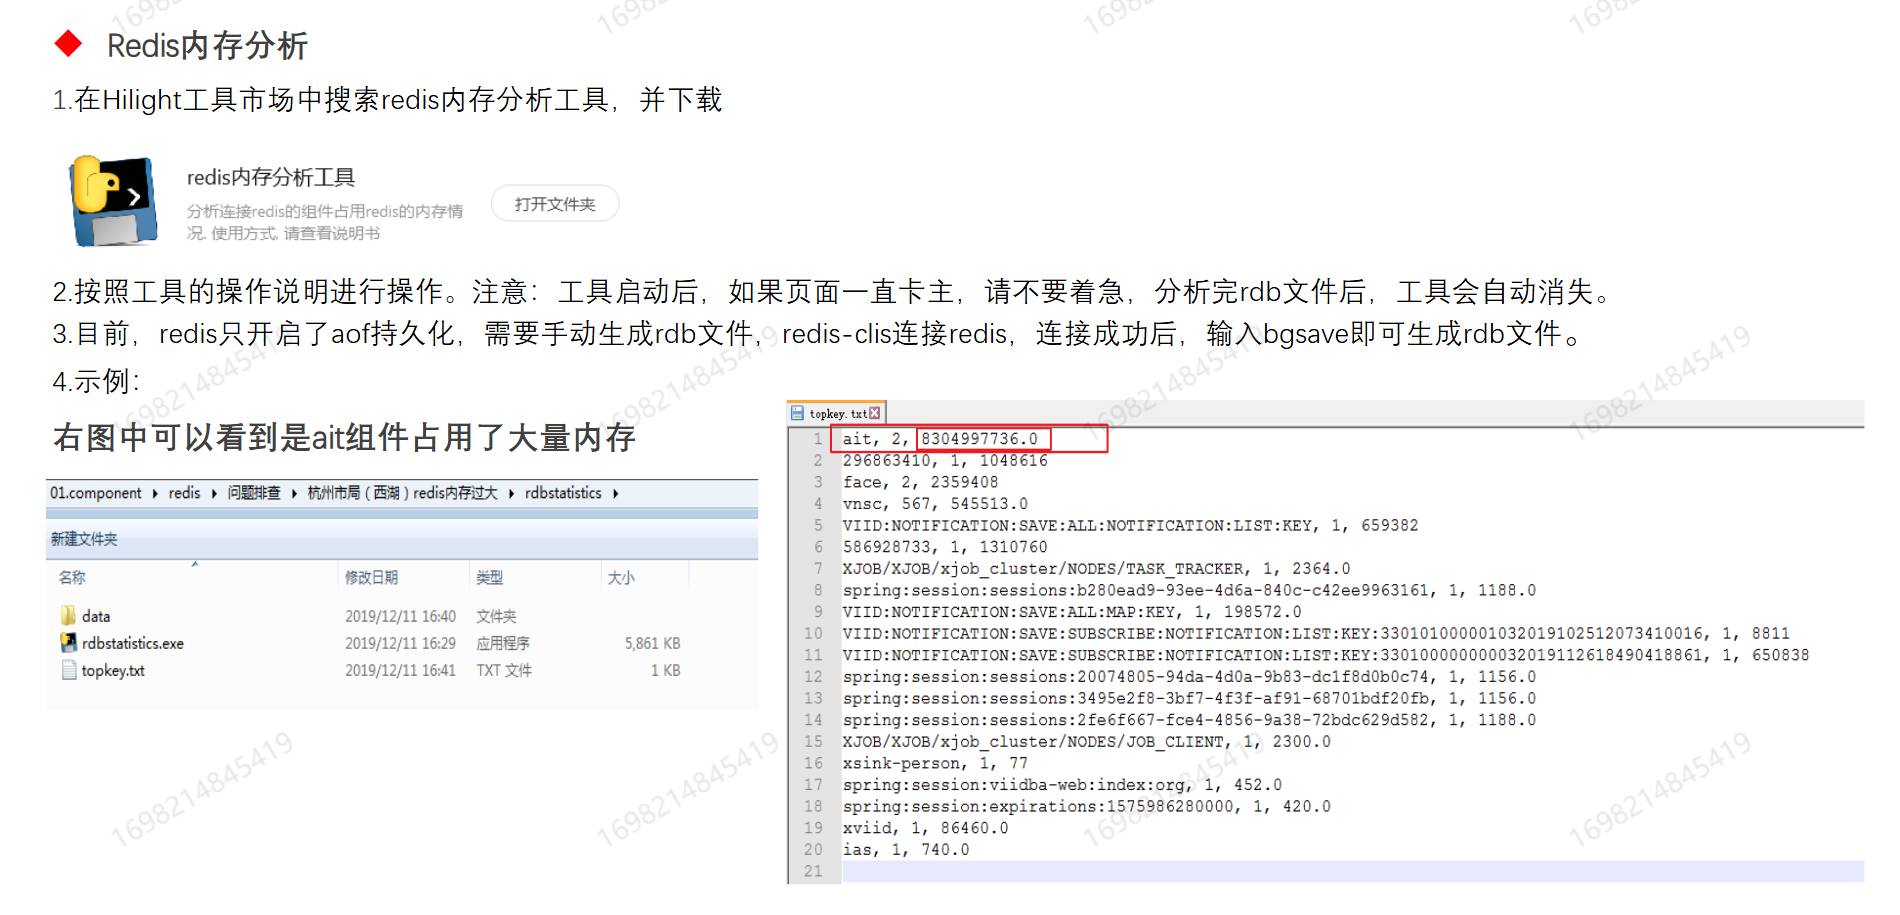 Redis内存分析
1.在Hilight工具市场中搜索redis内存分析工具，并下载
redis内存分析工具
分析连接redis的组件占用redis的内存情
况. 使用方式, 请查看说明书
打开文件夹
2.按照工具的操作说明进行操作。注意：工具启动后，如果页面一直卡主，请不要着急，分析完rdb文件后，工具会自动消失。
3.目前，redis只开启了aof持久化，需要手动生成rdb文件，redis-clis连接redis，连接成功后，输入bgsave即可生成rdb文件。
4.示例：
右图中可以看到是ait组件占用了大量内存
01.component ▸ redis ▸ 问题排查 ▸ 杭州市局（西湖）redis内存过大 ▸ rdbstatistics ▸
新建文件夹
名称 修改日期 类型 大小
data 2019/12/11 16:40 文件夹
rdbstatistics.exe 2019/12/11 16:29 应用程序 5,861 KB
topkey.txt 2019/12/11 16:41 TXT 文件 1 KB
topkey.txt
1 ait, 2, 8304997736.0
2 296863410, 1, 1048616
3 face, 2, 2359408
4 vnsc, 567, 545513.0
5 VIID:NOTIFICATION:SAVE:ALL:NOTIFICATION:LIST:KEY, 1, 659382
6 586928733, 1, 1310760
7 XJOB/XJOB/xjob_cluster/NODES/TASK_TRACKER, 1, 2364.0
8 spring:session:sessions:b280ead9-93ee-4d6a-840c-c42ee9963161, 1, 1188.0
9 VIID:NOTIFICATION:SAVE:ALL:MAP:KEY, 1, 198572.0
10 VIID:NOTIFICATION:SAVE:SUBSCRIBE:NOTIFICATION:LIST:KEY:330101000001032019102512073410016, 1, 8811
11 VIID:NOTIFICATION:SAVE:SUBSCRIBE:NOTIFICATION:LIST:KEY:330100000000032019112618490418861, 1, 650838
12 spring:session:sessions:20074805-94da-4d0a-9b83-dc1f8d0b0c74, 1, 1156.0
13 spring:session:sessions:3495e2f8-3bf7-4f3f-af91-68701bdf20fb, 1, 1156.0
14 spring:session:sessions:2fe6f667-fce4-4856-9a38-72bdc629d582, 1, 1188.0
15 XJOB/XJOB/xjob_cluster/NODES/JOB_CLIENT, 1, 2300.0
16 xsink-person, 1, 77
17 spring:session:viidba-web:index:org, 1, 452.0
18 spring:session:expirations:1575986280000, 1, 420.0
19 xviid, 1, 86460.0
20 ias, 1, 740.0
21
1698214845419
1698214845419
1698214845419
1698214845419
1698214845419
1698214845419
1698214845419
1698214845419